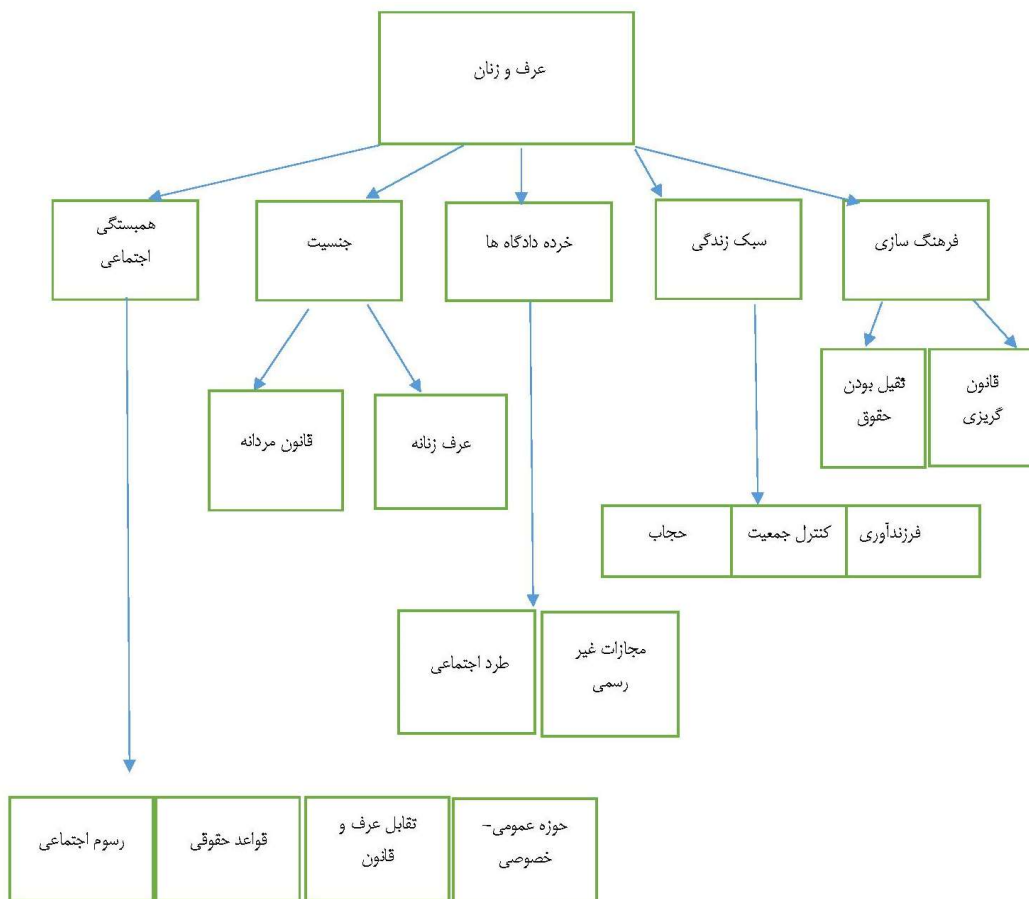 عرف و زنان
فرهنگ سازی
سبک زندگی
خرده دادگاه ها
جنسیت
همبستگی
اجتماعی
قانون
گریزی
ثقیل بودن
حقوق
عرف زنانه
قانون مردانه
فرزندآوری
کنترل جمعیت
حجاب
مجازات غیر
رسمی
طرد اجتماعی
حوزه عمومی-
خصوصی
تقابل عرف و
قانون
قواعد حقوقی
رسوم اجتماعی